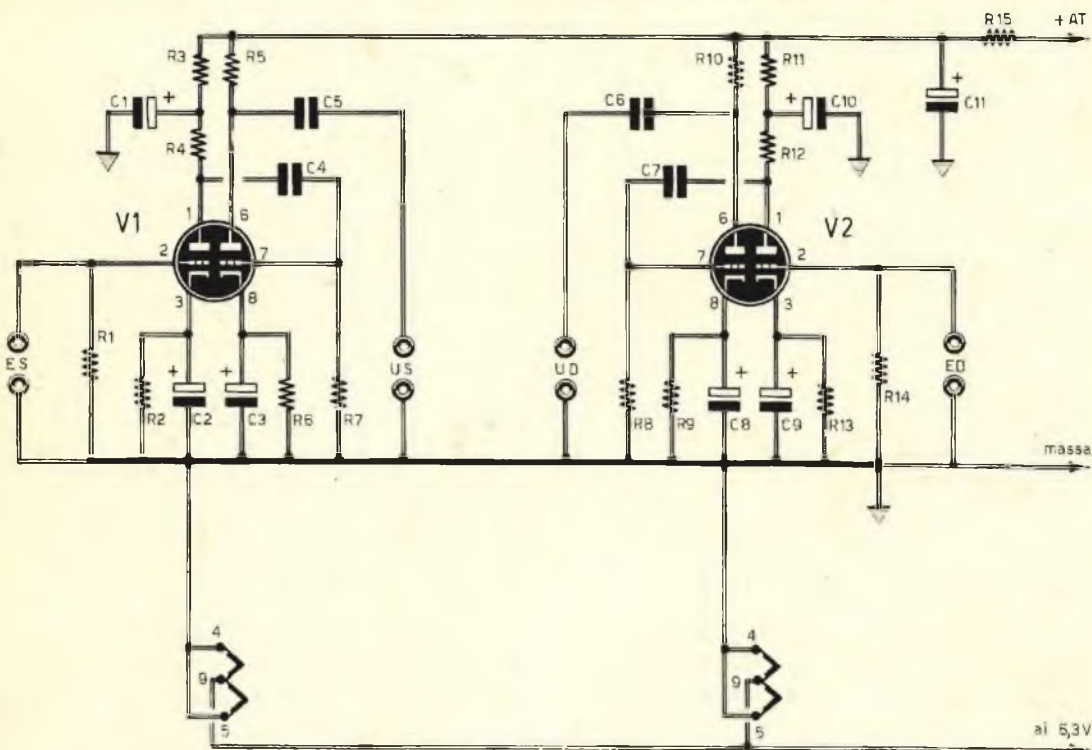 R15
+ AT
R3
R5
R10
R11
C1
+
C5
C6
+
C10
+
C11
R4
C4
C7
R12
1
6
6
1
V1
V2
2
7
7
2
3
8
8
3
R1
ES
+
+
US
UD
+
+
ED
R2
C2
C3
R6
R7
R8
R9
C8
C9
R13
R14
massa
4
9
5
4
9
5
ai 6,3V